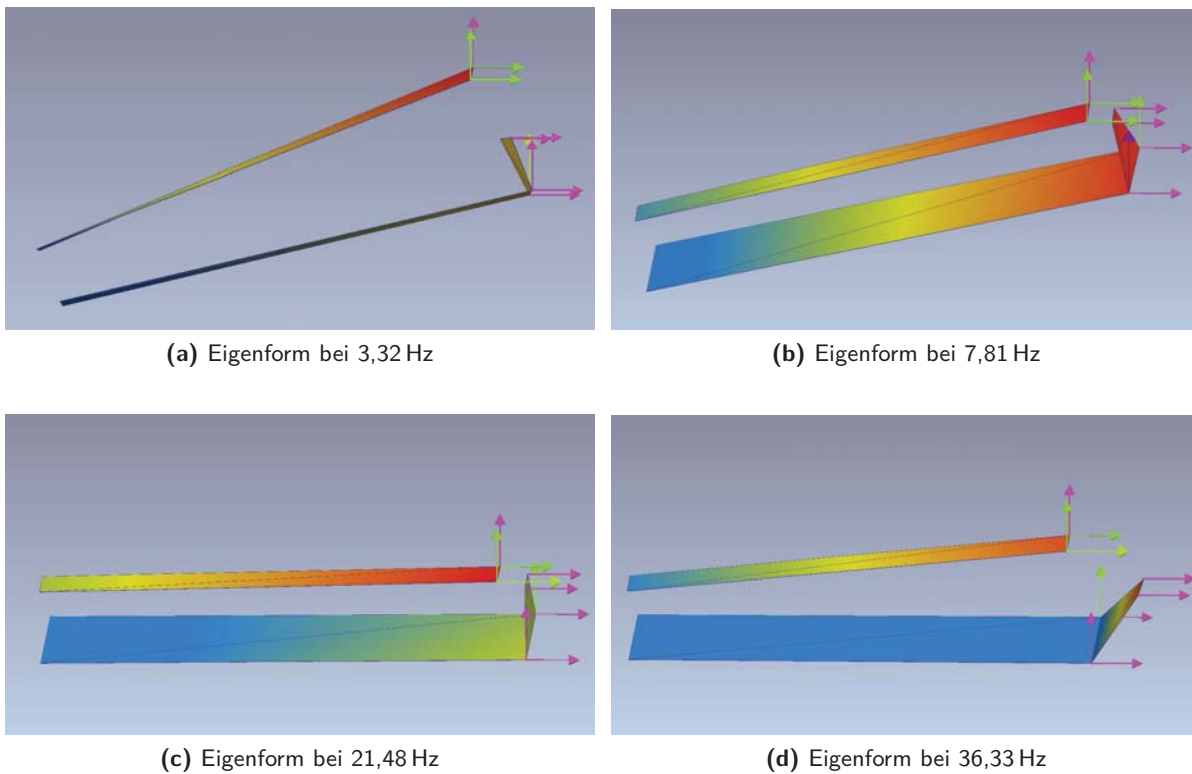 (a) Eigenform bei 3,32 Hz
(b) Eigenform bei 7,81 Hz
(c) Eigenform bei 21,48 Hz
(d) Eigenform bei 36,33 Hz